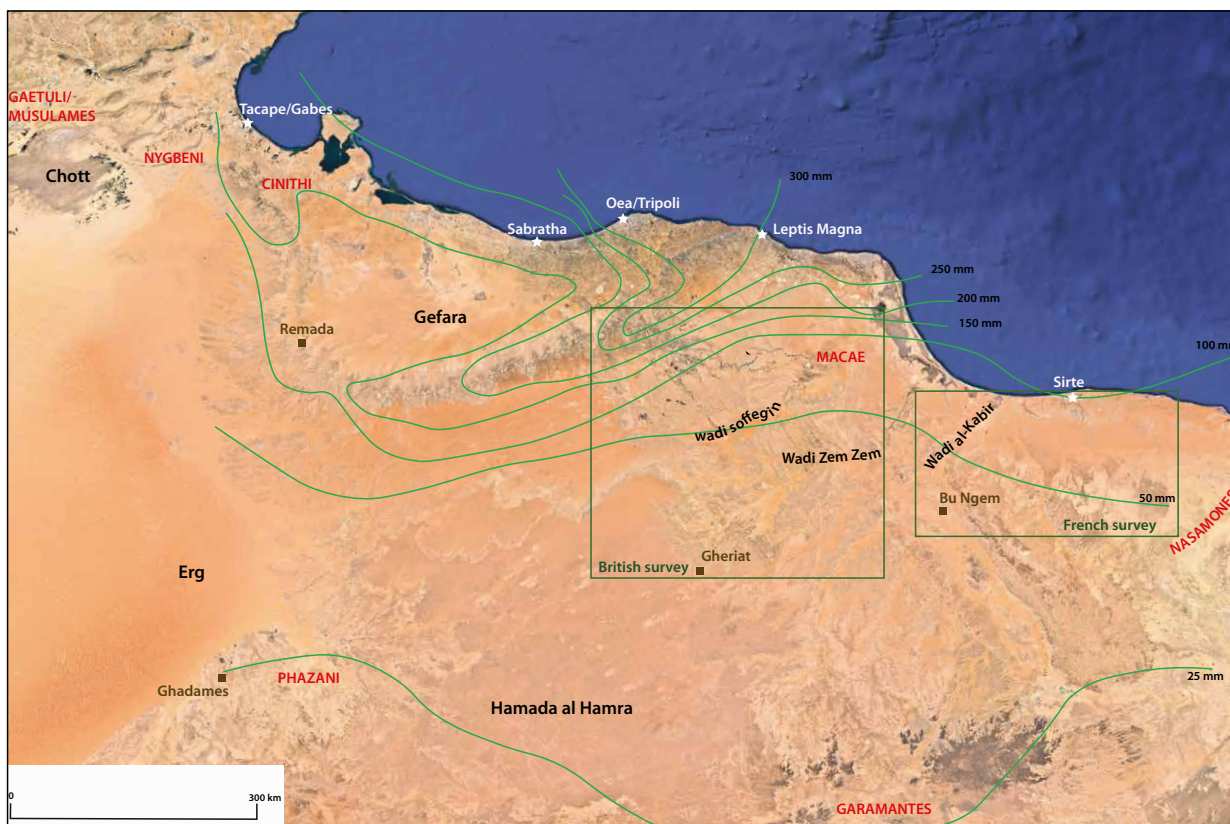 GAETULI/
MUSULAMES
Tacape/Gabes
NYGBENI
Chott
CINITHI
300 mm
Oea/Tripoli
Sabratha
Leptis Magna
250 mm
200 mm
150 mm
Gefara
Remada
MACAE
100 mm
Sirte
wadi soffegin
Wadi al-Kabir
Wadi Zem Zem
Bu Ngem
50 mm
NASAMONES
French survey
Gheriat
British survey
Erg
Ghadames
PHAZANI
25 mm
Hamada al Hamra
GARAMANTES
0
300 km